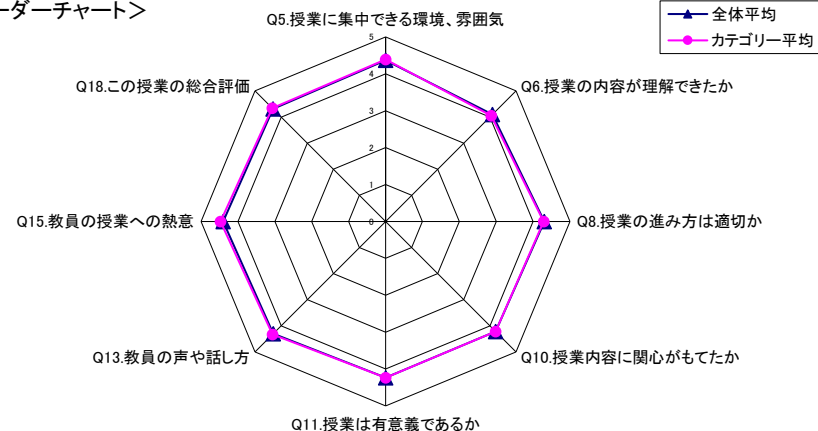 ーダーチャート＞
全体平均
カテゴリー平均
Q5.授業に集中できる環境、雰囲気
Q6.授業の内容が理解できたか
Q8.授業の進み方は適切か
Q10.授業内容に関心がもてたか
Q11.授業は有意義であるか
Q13.教員の声や話し方
Q15.教員の授業への熱意
Q18.この授業の総合評価
5
4
3
2
1
0